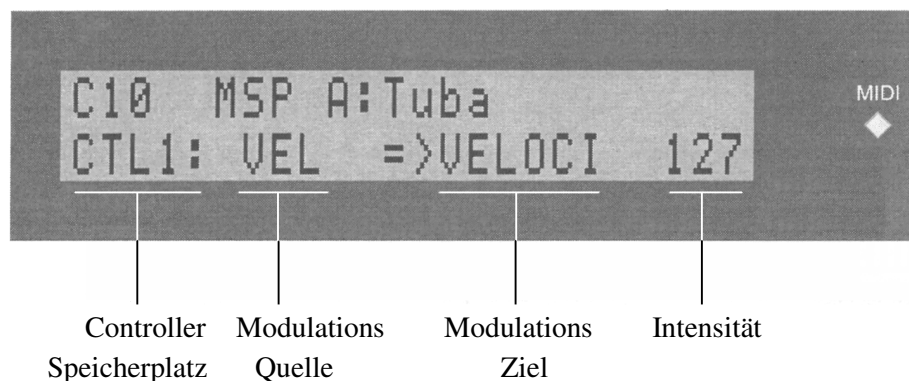 C10 MSP A:Tuba
MIDI
CTL1: VEL =>VELOCI 127
Controller Speicherplatz
Modulations Quelle
Modulations Ziel
Intensität